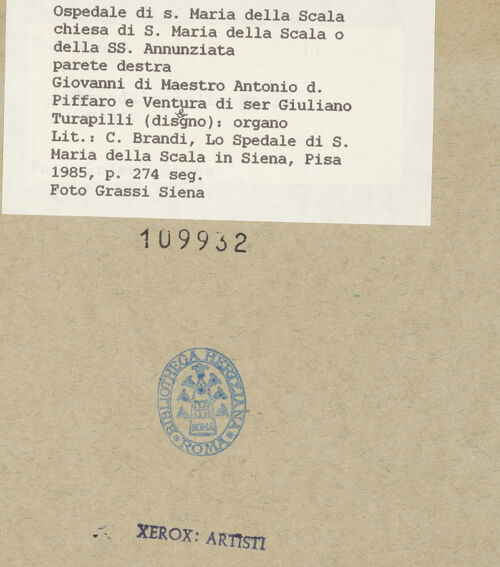 Ospedale di s. Maria della Scala
chiesa di S. Maria della Scala o
della SS. Annunziata
parete destra
Giovanni di Maestro Antonio d.
Piffaro e Ventura di ser Giuliano
Turapilli (disgno): organo
Lit.: C. Brandi, Lo Spedale di S.
Maria della Scala in Siena, Pisa
1985, p. 274 seg.
Foto Grassi Siena
109932
BIBLIOTHECA HERTZIANA
ROMA
ROMA
XEROX: ARTISTI